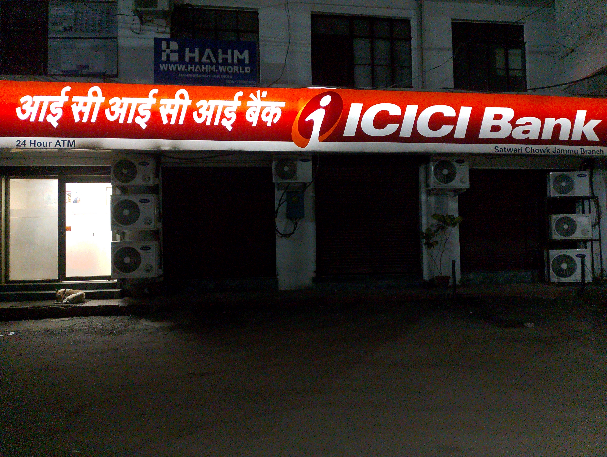 HAHM
WWW.HAHM.WORLD
आई सी आई सी आई बैंक
ICICI Bank
24 Hour ATM
Satwari Chowk Jammu Branch